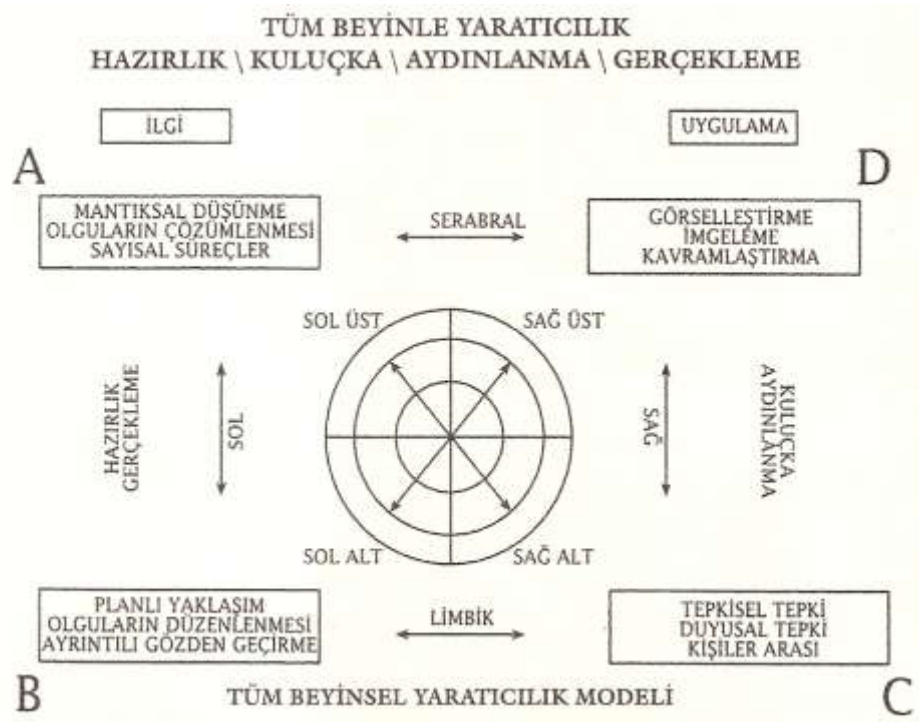 TÜM BEYİNLE YARATICILIK
HAZIRLIK \ KULUÇKA \ AYDINLANMA \ GERÇEKLEME
İLGİ
UYGULAMA
A
D
MANTIKSAL DÜŞÜNME
OLGULARIN ÇÖZÜMLENMESİ
SAYISAL SÜREÇLER
SERABRAL
GÖRSELLEŞTİRME
İMGELEME
KAVRAMLAŞTIRMA
SOL ÜST
SAĞ ÜST
HAZIRLIK
GERÇEKLEME
SOL
SAĞ
KULUÇKA
AYDINLANMA
SOL ALT
SAĞ ALT
PLANLI YAKLAŞIM
OLGULARIN DÜZENLENMESİ
AYRINTILI GÖZDEN GEÇİRME
LİMBİK
TEPKİSEL TEPKİ
DUYUSAL TEPKİ
KİŞİLER ARASI
B
TÜM BEYİNSEL YARATICILIK MODELİ
C